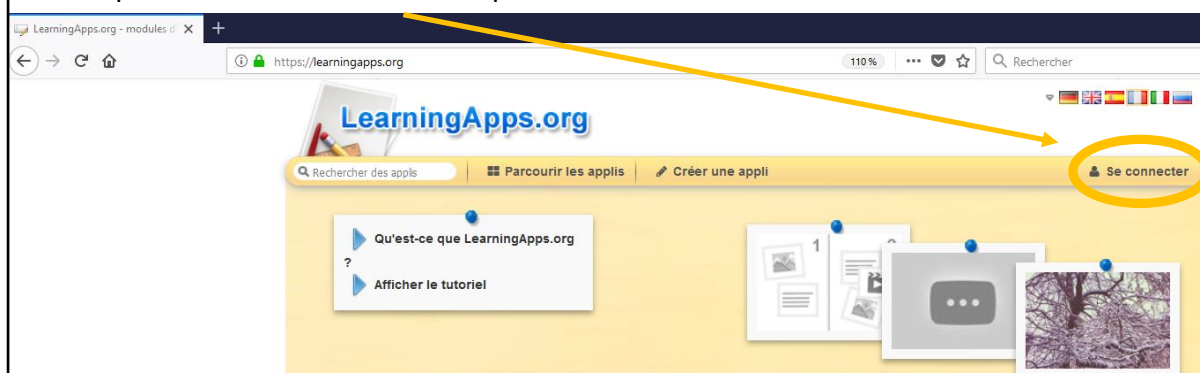 LearningApps.org - modules d
https://learningapps.org
110 %
Rechercher
LearningApps.org
Rechercher des applis
Parcourir les applis
Créer une appli
Se connecter
Qu'est-ce que LearningApps.org
?
Afficher le tutoriel
1